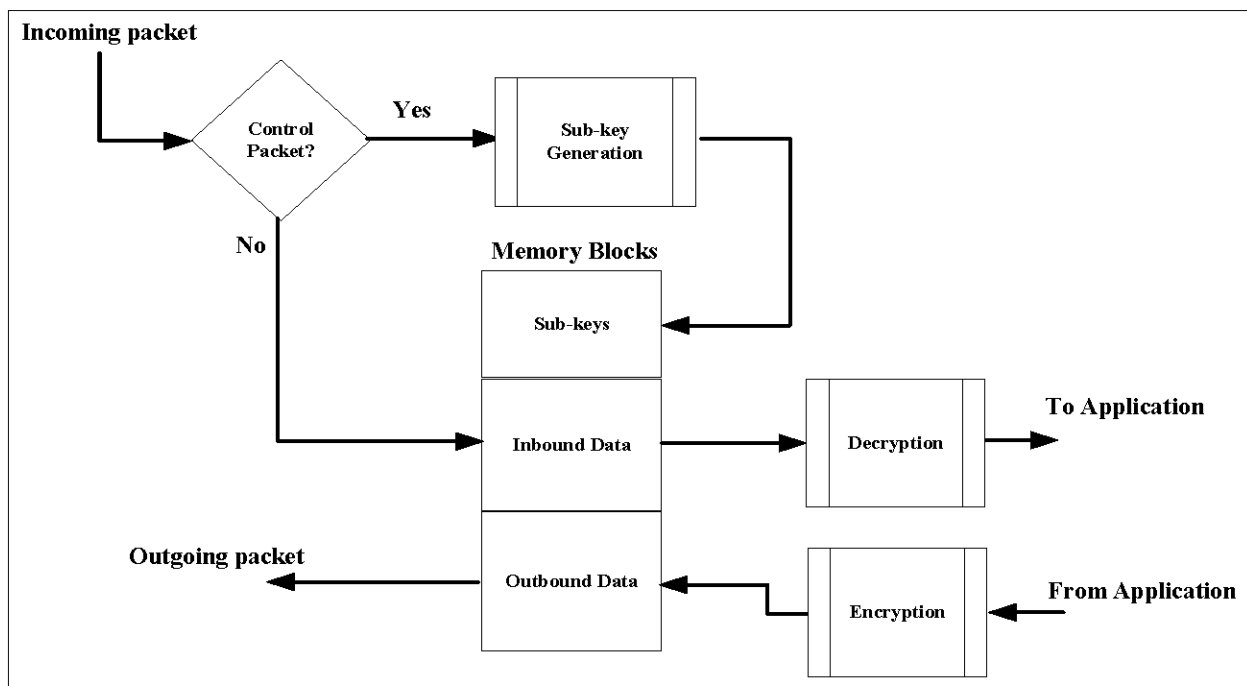 Incoming packet
Control
Packet?
Yes
Sub-key
Generation
No
Memory Blocks
Sub-keys
Inbound Data
Decryption
To Application
Outgoing packet
Outbound Data
Encryption
From Application